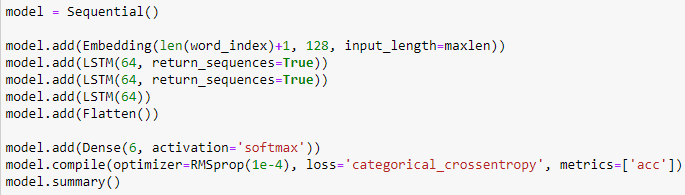 model = Sequential()
model.add(Embedding(len(word_index)+1, 128, input_length=maxlen))
model.add(LSTM(64, return_sequences=True))
model.add(LSTM(64, return_sequences=True))
model.add(LSTM(64))
model.add(Flatten())
model.add(Dense(6, activation='softmax'))
model.compile(optimizer=RMSprop(1e-4), loss='categorical_crossentropy', metrics=['acc'])
model.summary()